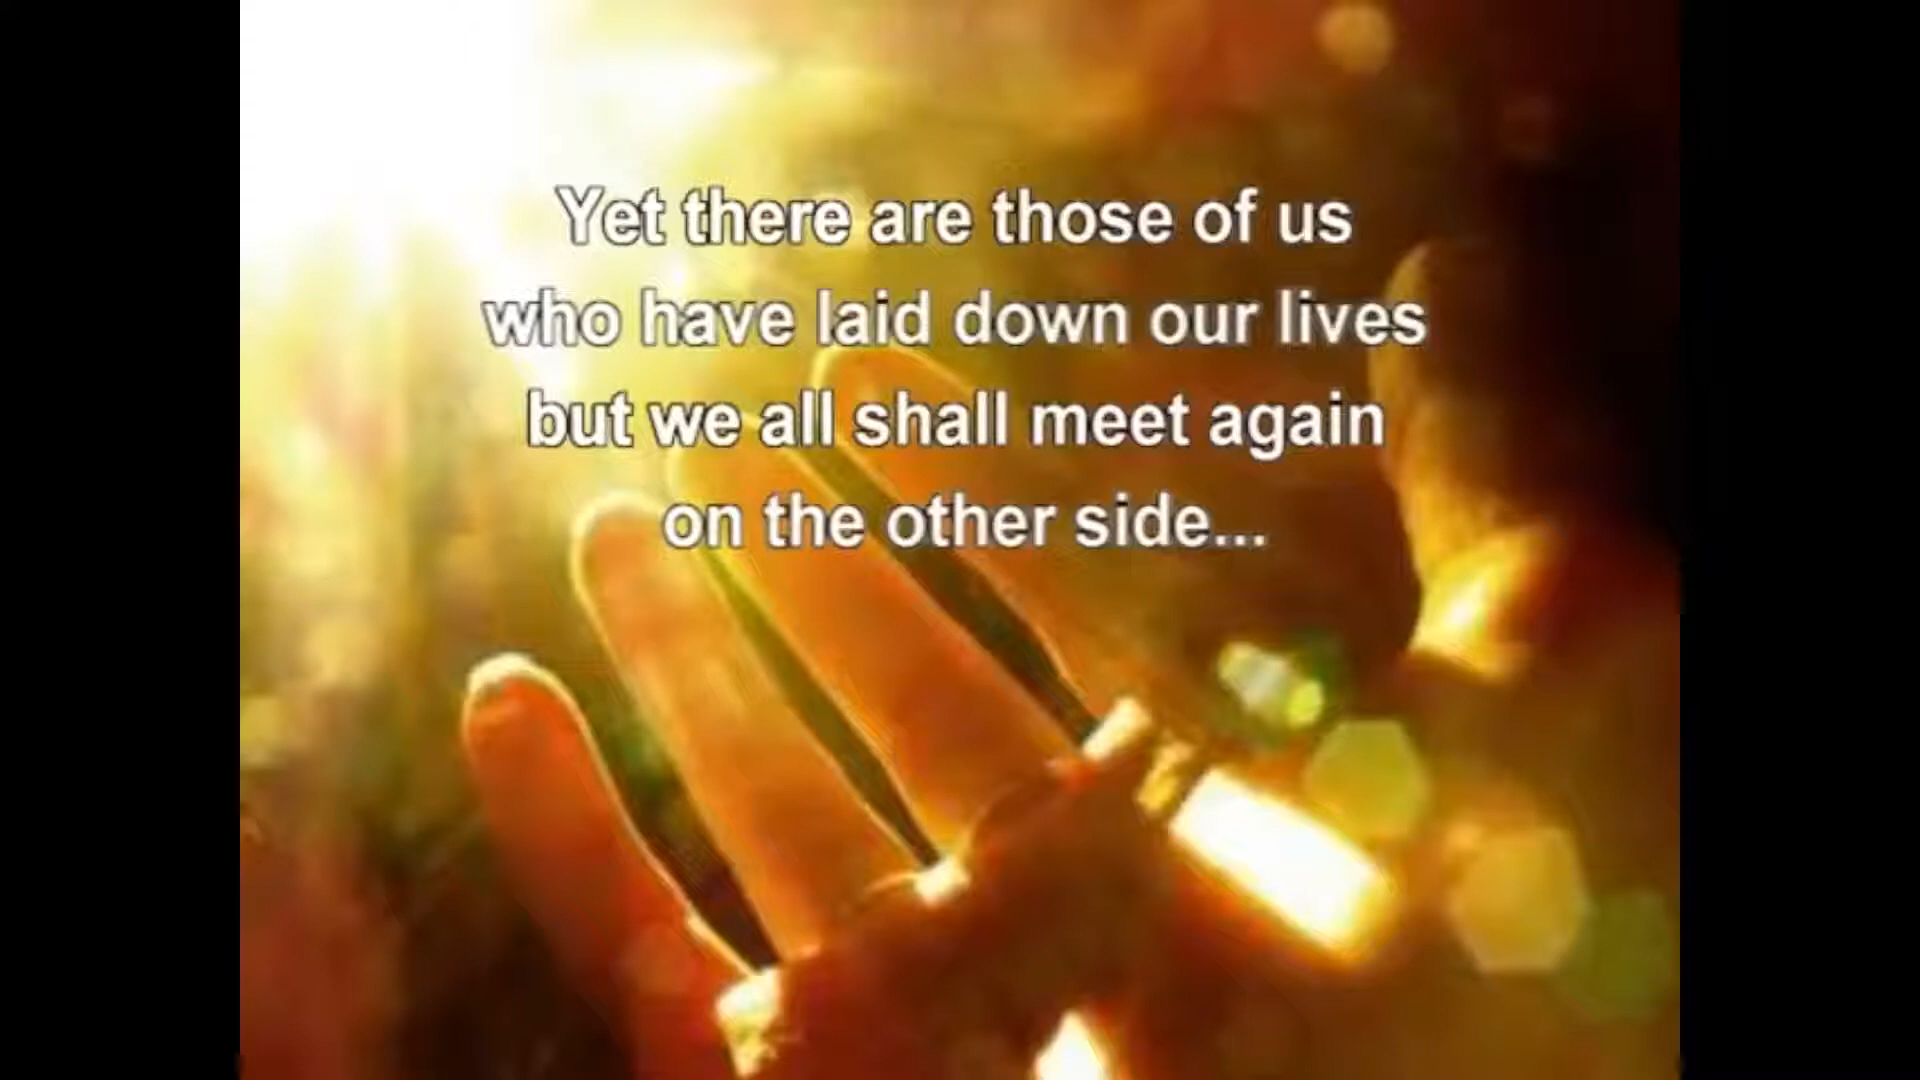 Yet there are those of us
who have laid down our lives
but we all shall meet again
on the other side...